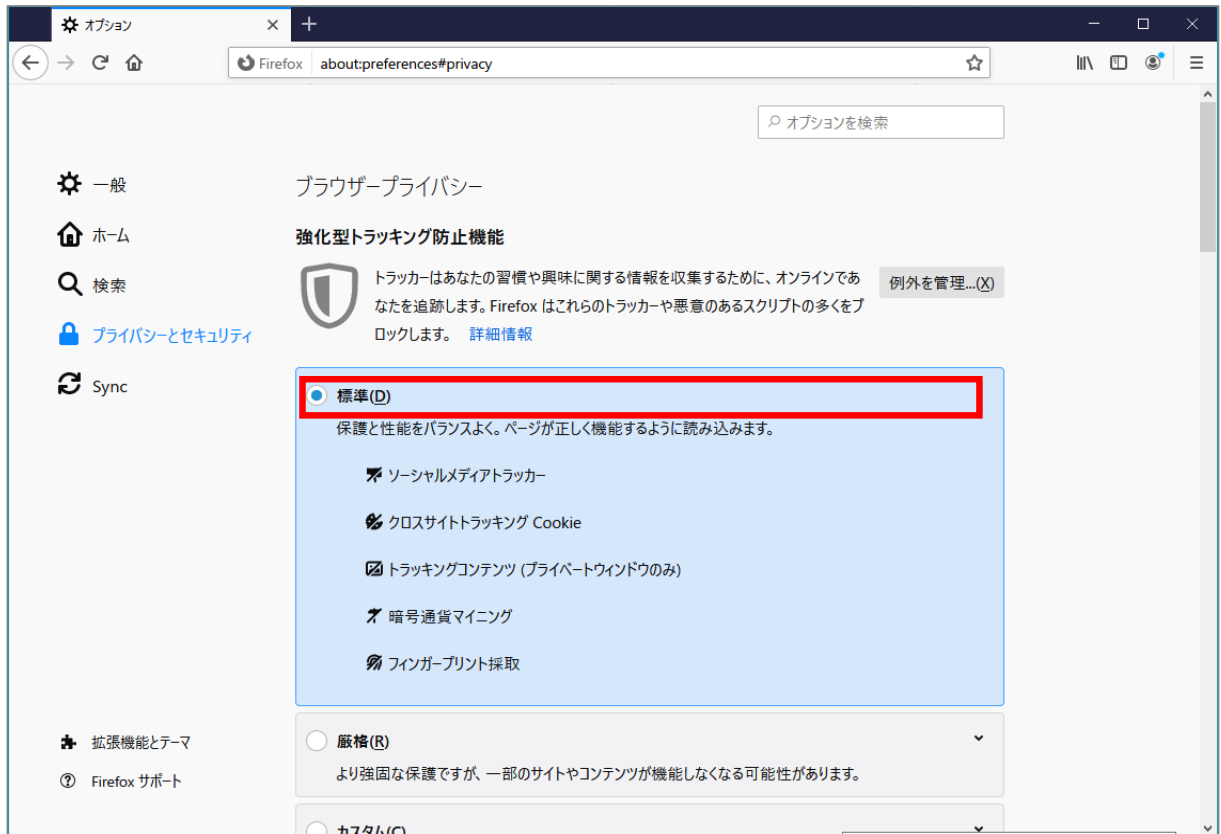 オプション
Firefox about:preferences#privacy
オプションを検索
一般
ホーム
検索
プライバシーとセキュリティ
Sync
拡張機能とテーマ
Firefox サポート
ブラウザープライバシー
強化型トラッキング防止機能
トラッカーはあなたの習慣や興味に関する情報を収集するために、オンラインであ
なたを追跡します。Firefox はこれらのトラッカーや悪意のあるスクリプトの多くをブ
ロックします。 詳細情報
例外を管理...(X)
標準(D)
保護と性能をバランスよく。ページが正しく機能するように読み込みます。
ソーシャルメディアトラッカー
クロスサイトトラッキング Cookie
トラッキングコンテンツ (プライベートウィンドウのみ)
暗号通貨マイニング
フィンガープリント採取
厳格(R)
より強固な保護ですが、一部のサイトやコンテンツが機能しなくなる可能性があります。
カスタム(C)